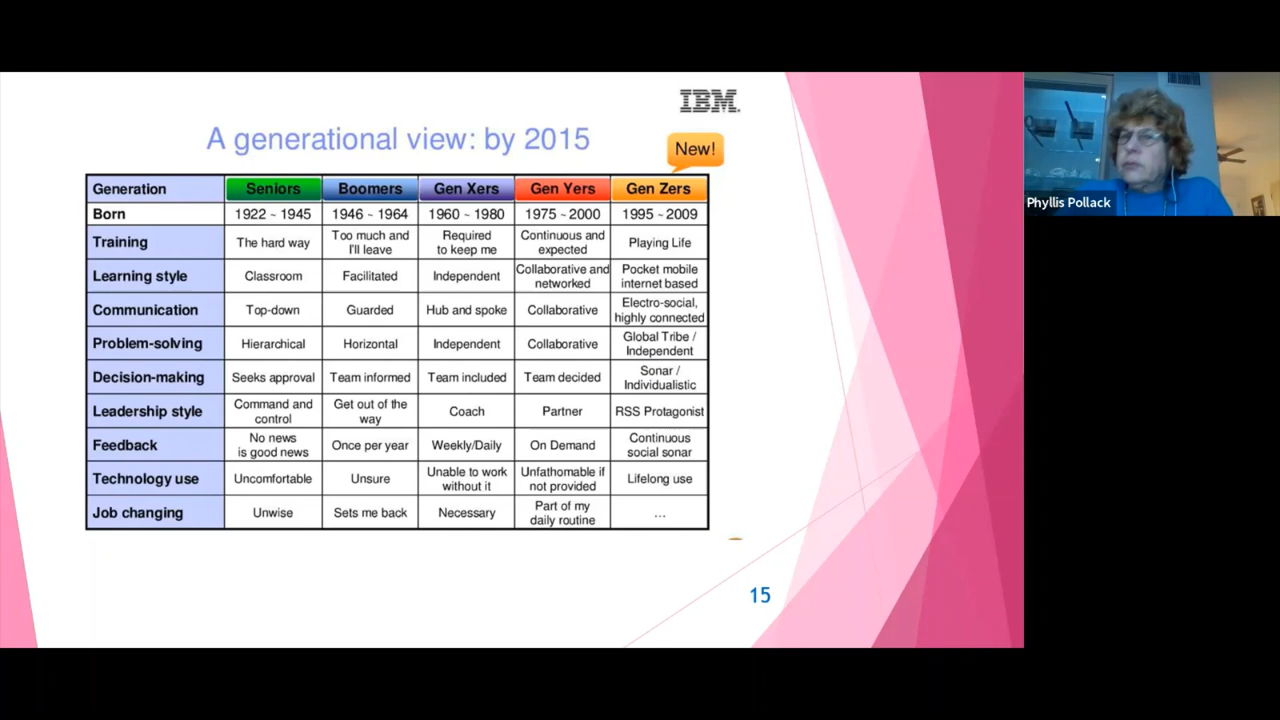 IBM
A generational view: by 2015
New!
Generation Seniors Boomers Gen Xers Gen Yers Gen Zers
Born 1922 ~ 1945 1946 ~ 1964 1960 ~ 1980 1975 ~ 2000 1995 ~ 2009
Training The hard way Too much and I'll leave Required to keep me Continuous and expected Playing Life
Learning style Classroom Facilitated Independent Collaborative and networked Pocket mobile internet based
Communication Top-down Guarded Hub and spoke Collaborative Electro-social, highly connected
Problem-solving Hierarchical Horizontal Independent Collaborative Global Tribe / Independent
Decision-making Seeks approval Team informed Team included Team decided Sonar / Individualistic
Leadership style Command and control Get out of the way Coach Partner RSS Protagonist
Feedback No news is good news Once per year Weekly/Daily On Demand Continuous social sonar
Technology use Uncomfortable Unsure Unable to work without it Unfathomable if not provided Lifelong use
Job changing Unwise Sets me back Necessary Part of my daily routine ...
15
Phyllis Pollack